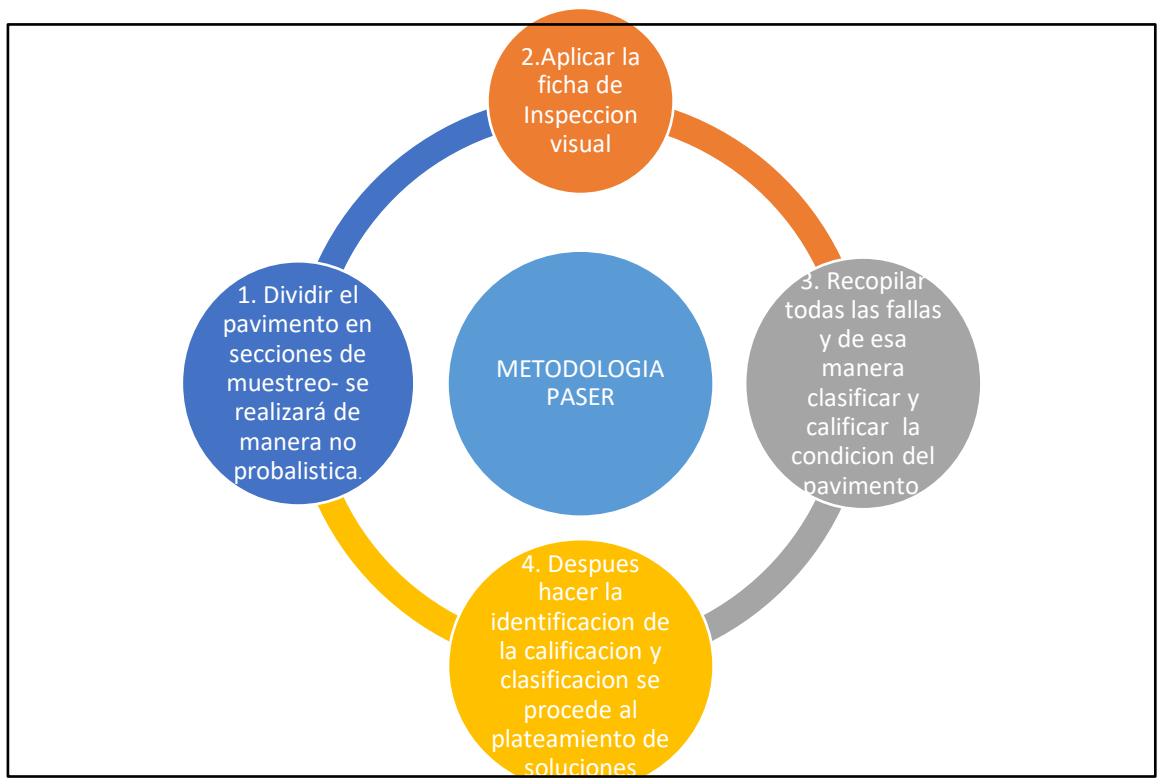 2.Aplicar la
ficha de
Inspeccion
visual
1. Dividir el
pavimento en
secciones de
muestreo- se
realizará de
manera no
probalistica.
METODOLOGIA
PASER
3. Recopilar
todas las fallas
y de esa
manera
clasificar y
calificar la
condicion del
pavimento
4. Despues
hacer la
identificacion de
la calificacion y
clasificacion se
procede al
plateamiento de
soluciones